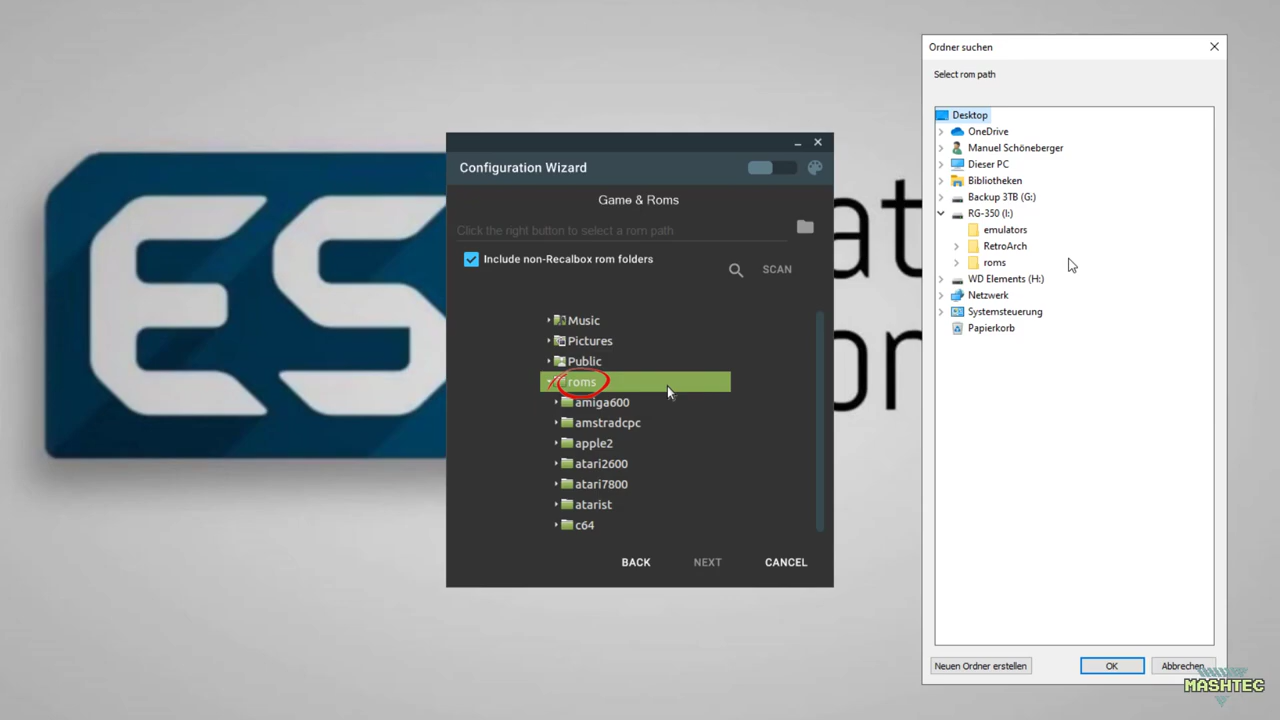 ES
at
on
Configuration Wizard
Game & Roms
Click the right button to select a rom path
Include non-Recalbox rom folders
SCAN
Music
Pictures
Public
roms
amiga600
amstradcpc
apple2
atari2600
atari7800
atarist
c64
BACK
NEXT
CANCEL
Ordner suchen
Select rom path
Desktop
OneDrive
Manuel Schöneberger
Dieser PC
Bibliotheken
Backup 3TB (G:)
RG-350 (I:)
emulators
RetroArch
roms
WD Elements (H:)
Netzwerk
Systemsteuerung
Papierkorb
Neuen Ordner erstellen
OK
Abbrechen
MASHTEC